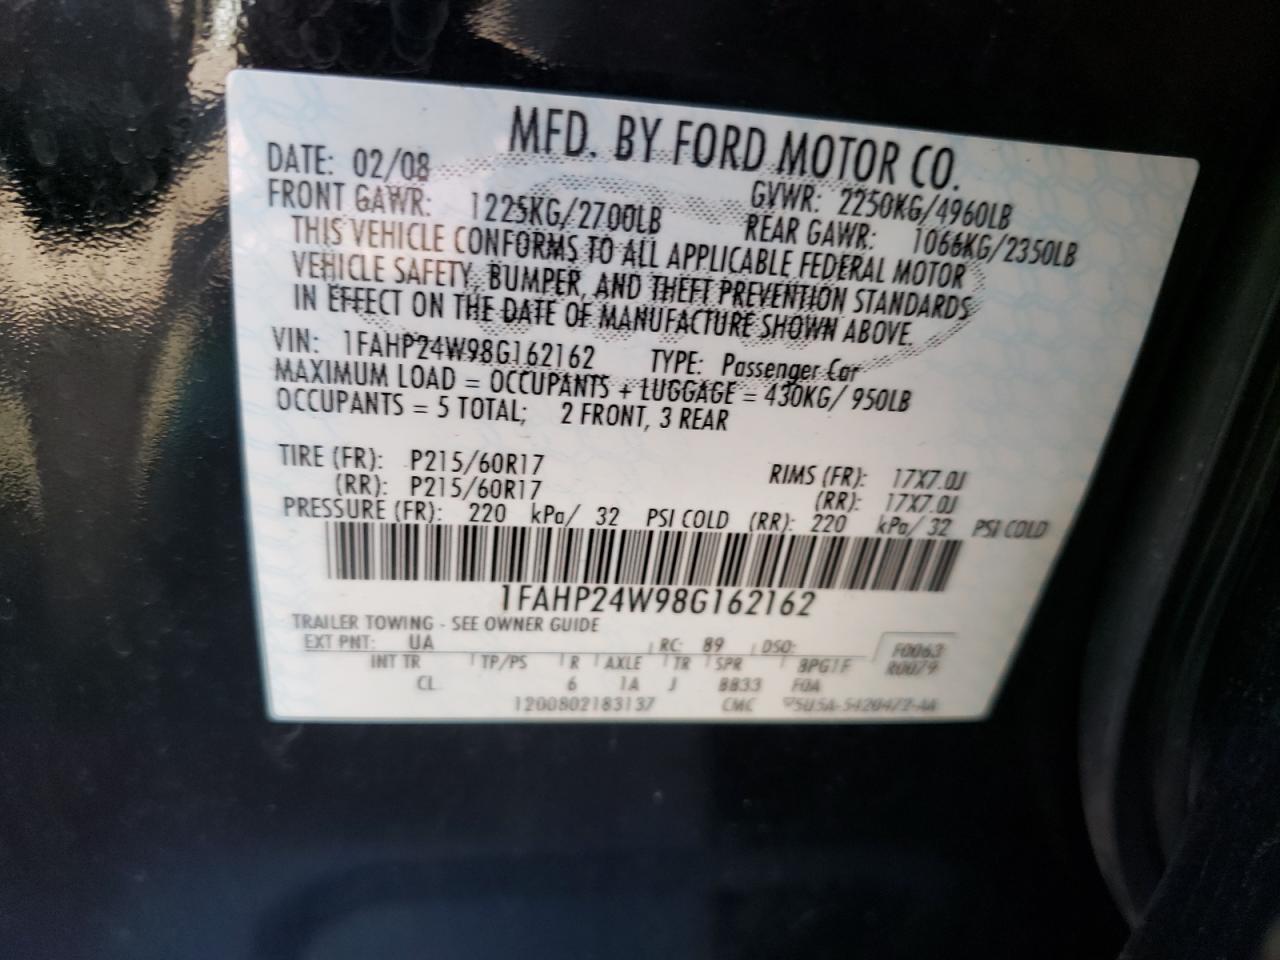 MFD. BY FORD MOTOR CO.
DATE: 02/08 GVWR: 2250KG/4960LB
FRONT GAWR: 1225KG/2700LB REAR GAWR: 1066KG/2350LB
THIS VEHICLE CONFORMS TO ALL APPLICABLE FEDERAL MOTOR
VEHICLE SAFETY, BUMPER, AND THEFT PREVENTION STANDARDS
IN EFFECT ON THE DATE OF MANUFACTURE SHOWN ABOVE.
VIN: 1FAHP24W98G162162 TYPE: Passenger Car
MAXIMUM LOAD = OCCUPANTS + LUGGAGE = 430KG/ 950LB
OCCUPANTS = 5 TOTAL; 2 FRONT, 3 REAR
TIRE (FR): P215/60R17 RIMS (FR): 17X7.0J
(RR): P215/60R17 (RR): 17X7.0J
PRESSURE (FR): 220 kPa/ 32 PSI COLD (RR): 220 kPa/ 32 PSI COLD
1FAHP24W98G162162
TRAILER TOWING - SEE OWNER GUIDE
EXT PNT: UA RC: 89 DSO: F0063
INT TR TP/PS R AXLE TR SPR 8PG1F R0079
CL 6 1A J BB33 FOA
1200802183137 CMC